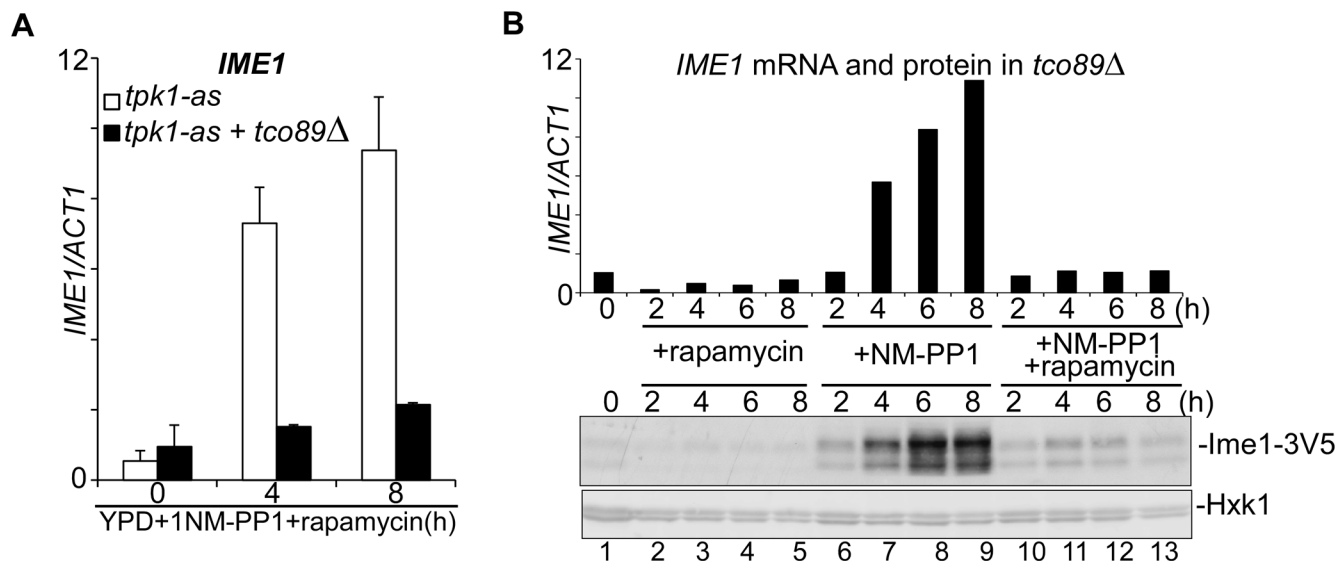 A
12
IME1
tpk1-as
tpk1-as + tco89Δ
IME1/ACT1
0
0 4 8
YPD+1NM-PP1+rapamycin(h)
B
12
IME1 mRNA and protein in tco89Δ
IME1/ACT1
0
0 2 4 6 8 2 4 6 8 2 4 6 8 (h)
+rapamycin +NM-PP1 +NM-PP1
+rapamycin
0 2 4 6 8 2 4 6 8 2 4 6 8 (h)
-Ime1-3V5
-Hxk1
1 2 3 4 5 6 7 8 9 10 11 12 13